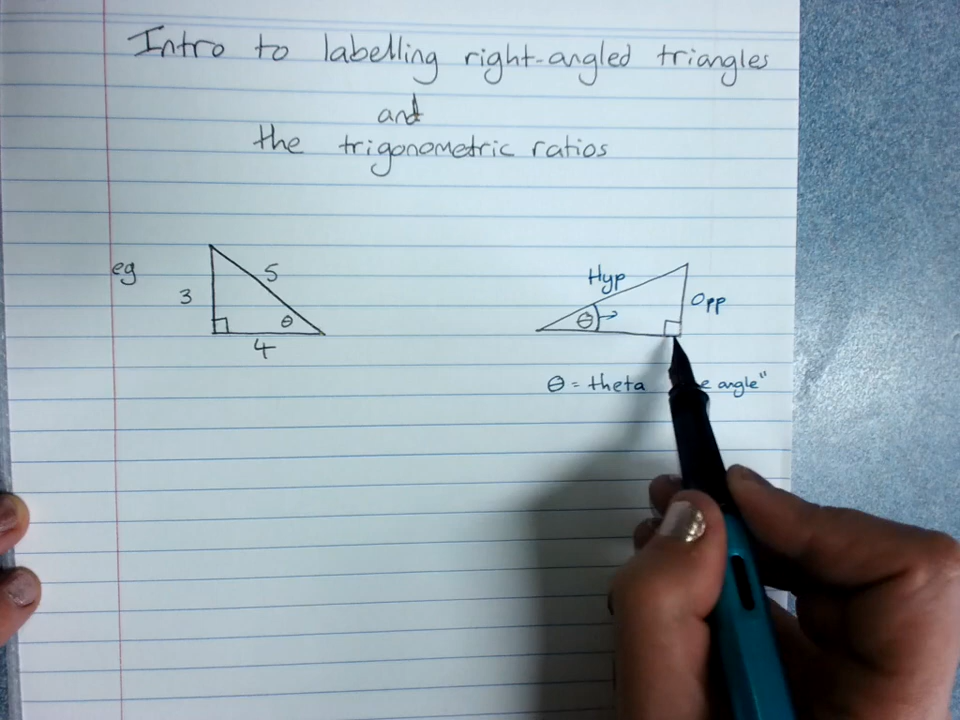 Intro to labelling right-angled triangles
and
the trigonometric ratios
eg
3
5
θ
4
Hyp
Opp
θ
θ = theta angle"